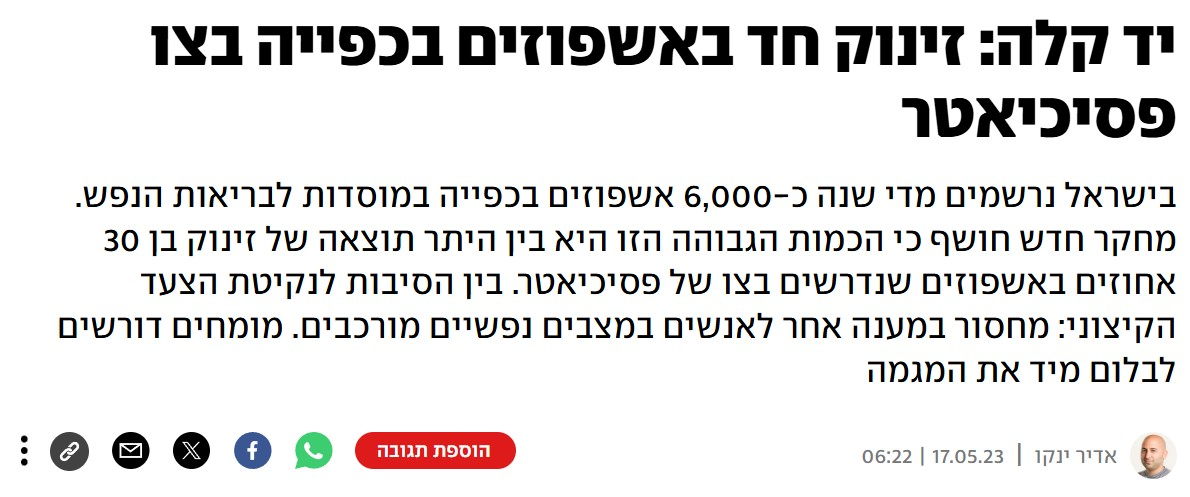 יד קלה: זינוק חד באשפוזים בכפייה בצו
פסיכיאטר
בישראל נרשמים מדי שנה כ-6,000 אשפוזים בכפייה במוסדות לבריאות הנפש.
מחקר חדש חושף כי הכמות הגבוהה הזו היא בין היתר תוצאה של זינוק בן 30
אחוזים באשפוזים שנדרשים בצו של פסיכיאטר. בין הסיבות לנקיטת הצעד
הקיצוני: מחסור במענה אחר לאנשים במצבים נפשיים מורכבים. מומחים דורשים
לבלום מיד את המגמה
אדיר ינקו | 17.05.23 | 06:22
הוספת תגובה